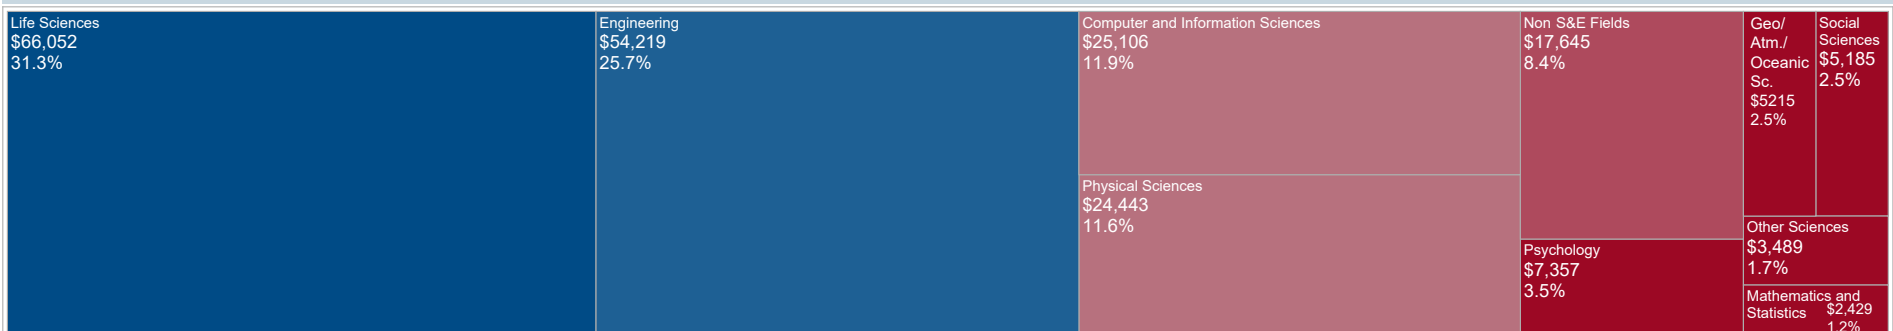 Life Sciences
$66,052
31.3%
Engineering
$54,219
25.7%
Computer and Information Sciences
$25,106
11.9%
Physical Sciences
$24,443
11.6%
Non S&E Fields
$17,645
8.4%
Psychology
$7,357
3.5%
Geo/
Atm./
Oceanic
Sc.
$5215
2.5%
Social
Sciences
$5,185
2.5%
Other Sciences
$3,489
1.7%
Mathematics and
Statistics $2,429
1.2%